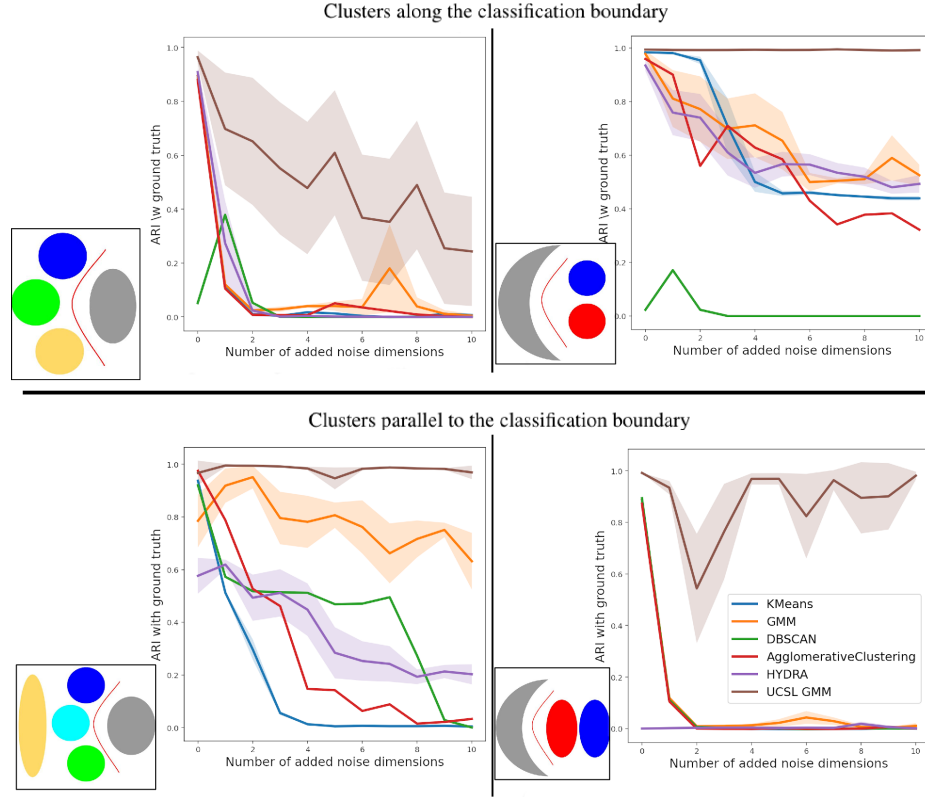 Clusters along the classification boundary
ARI \w ground truth
1.0
0.8
0.6
0.4
0.2
0.0
0 2 4 6 8 10
Number of added noise dimensions
ARI \w ground truth
1.0
0.8
0.6
0.4
0.2
0.0
0 2 4 6 8 10
Number of added noise dimensions
Clusters parallel to the classification boundary
ARI with ground truth
1.0
0.8
0.6
0.4
0.2
0.0
0 2 4 6 8 10
Number of added noise dimensions
ARI with ground truth
1.0
0.8
0.6
0.4
0.2
0.0
KMeans
GMM
DBSCAN
AgglomerativeClustering
HYDRA
UCSL GMM
0 2 4 6 8 10
Number of added noise dimensions